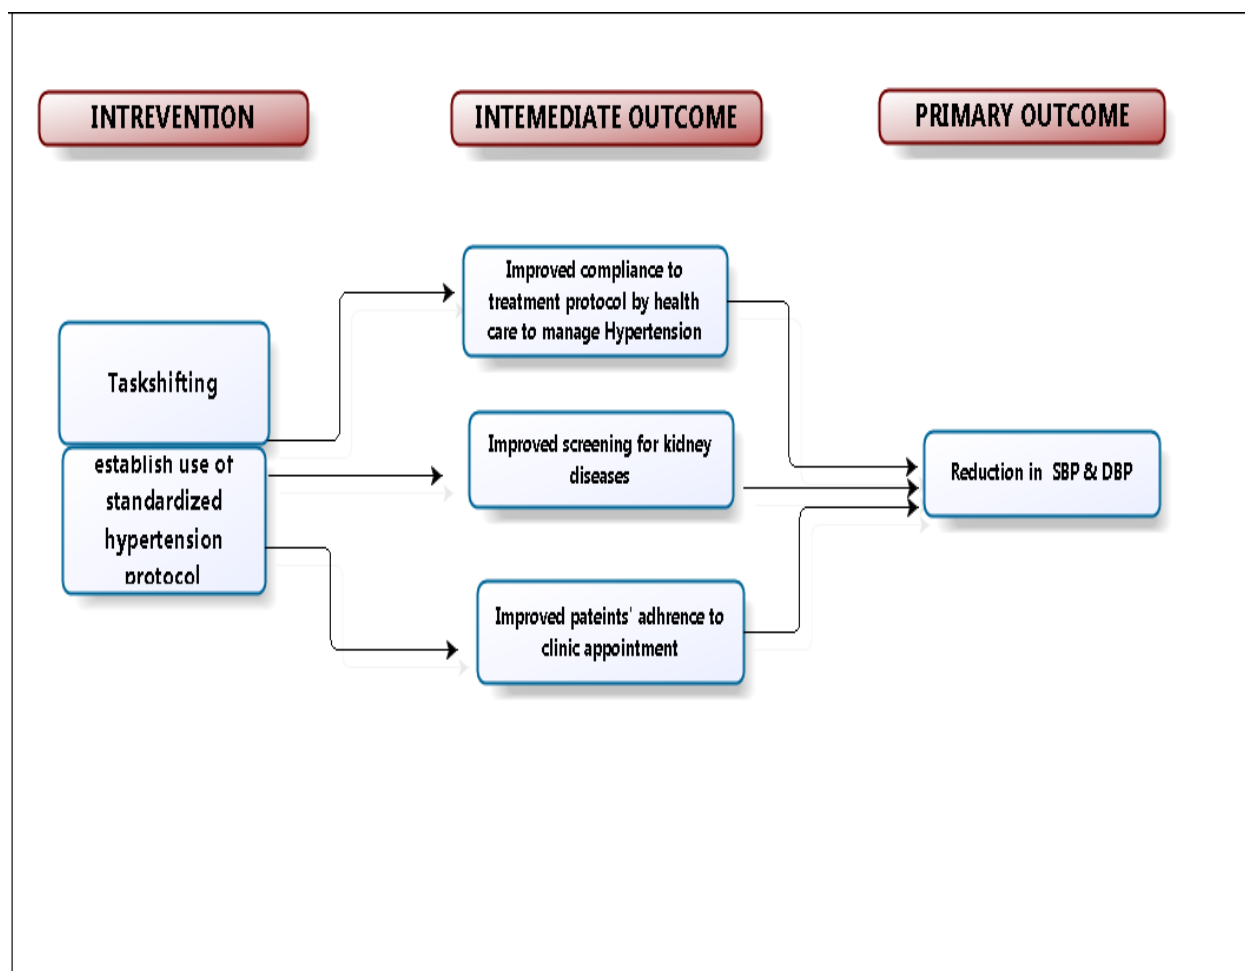 INTREVENTION
INTEMEDIATE OUTCOME
PRIMARY OUTCOME
Taskshifting
establish use of
standardized
hypertension
protocol
Improved compliance to
treatment protocol by health
care to manage Hypertension
Improved screening for kidney
diseases
Improved pateints' adhrence to
clinic appointment
Reduction in SBP & DBP